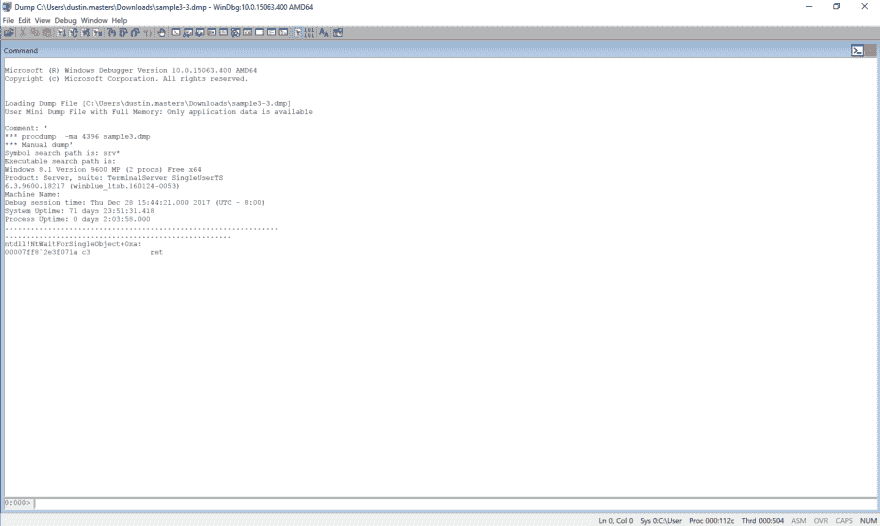 Dump C:\Users\dustin.masters\Downloads\sample3-3.dmp - WinDbg:10.0.15063.400 AMD64
File Edit View Debug Window Help
Command
Microsoft (R) Windows Debugger Version 10.0.15063.400 AMD64
Copyright (c) Microsoft Corporation. All rights reserved.
Loading Dump File [C:\Users\dustin.masters\Downloads\sample3-3.dmp]
User Mini Dump File with Full Memory: Only application data is available
Comment: '
*** procdump  -ma 4396 sample3.dmp
*** Manual dump'
Symbol search path is: srv*
Executable search path is:
Windows 8.1 Version 9600 MP (2 procs) Free x64
Product: Server, suite: TerminalServer SingleUserTS
6.3.9600.18217 (winblue_ltsb.160124-0053)
Machine Name:
Debug session time: Thu Dec 28 15:44:21.000 2017 (UTC - 8:00)
System Uptime: 71 days 23:51:31.418
Process Uptime: 0 days 2:03:58.000
................................................................
.....................................................
ntdll!NtWaitForSingleObject+0xa:
00007ff8`2e3f071a c3              ret
0:000>
Ln 0, Col 0 Sys 0:C:\User Proc 000:112c Thrd 000:504 ASM OVR CAPS NUM